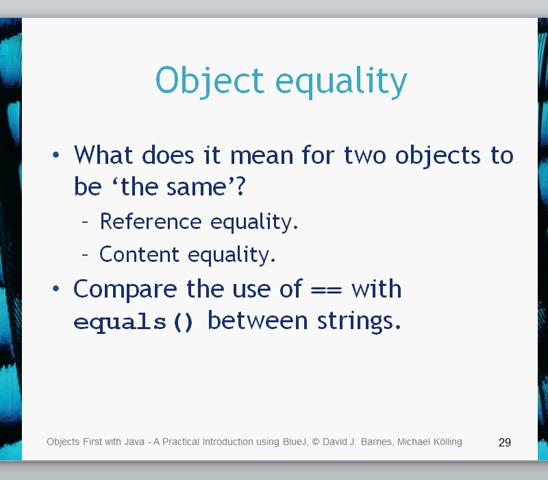 Object equality
• What does it mean for two objects to
be ‘the same’?
– Reference equality.
– Content equality.
• Compare the use of == with
equals() between strings.
Objects First with Java - A Practical Introduction using BlueJ, © David J. Barnes, Michael Kölling
29